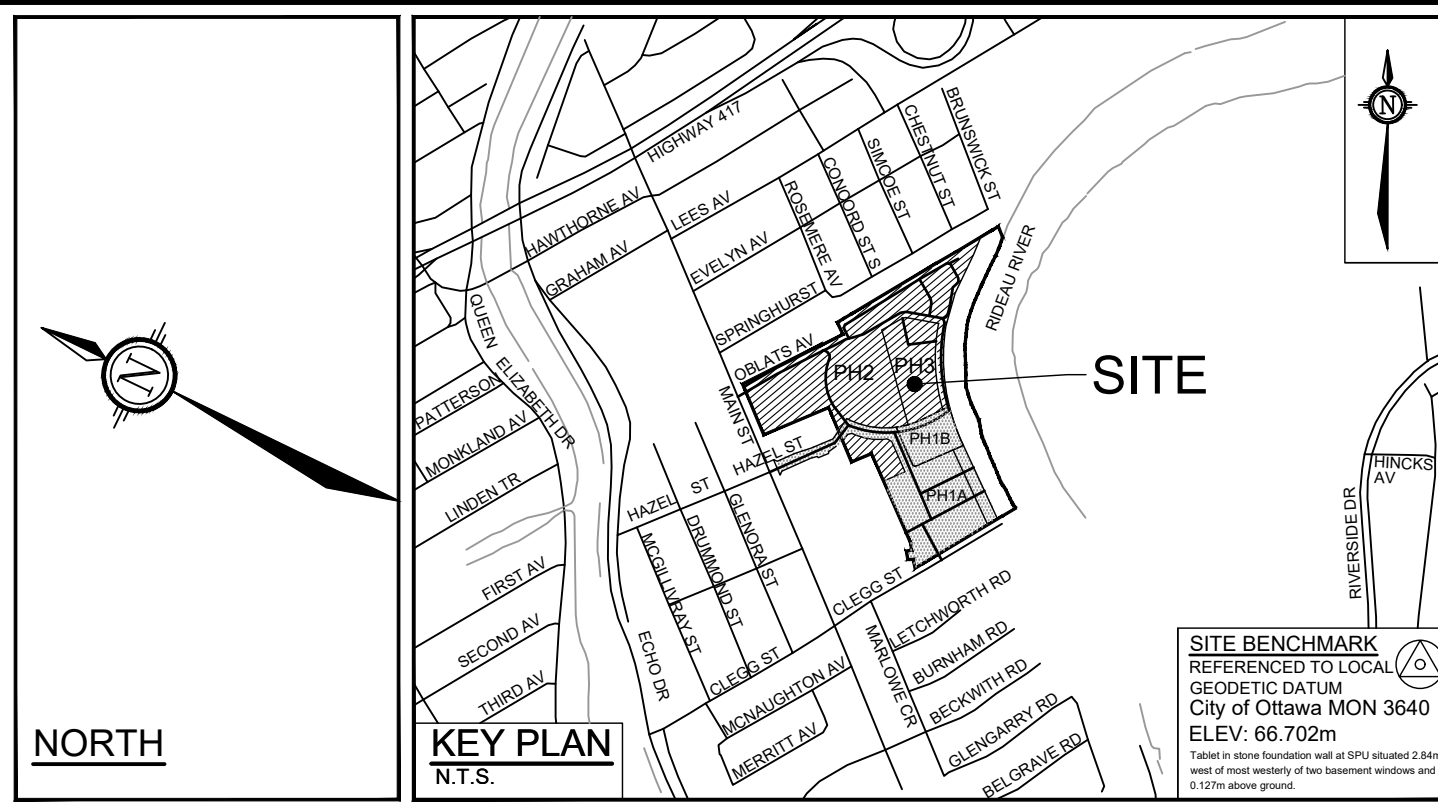 N
NORTH
HIGHWAY 417
BRUNSWICK ST
CHESTNUT ST
SIMCOE ST
CONCORD ST S
ROSEMERE AV
HAWTHORNE AV
LEES AV
GRAHAM AV
EVELYN AV
SPRINGHURST
OBLATS AV
RIDEAU RIVER
QUEEN ELIZABETH DR
MAIN ST
PH2
PH3
SITE
PH1B
PH1A
PATTERSON
MONKLAND AV
LINDEN TR
HAZEL ST
HAZEL ST
GLENORA ST
DRUMMOND ST
MCGILLIVRAY ST
FIRST AV
SECOND AV
THIRD AV
ECHO DR
CLEGG ST
CLEGG ST
MCNAUGHTON AV
MERRITT AV
MARLOWE CR
LETCHWORTH RD
BURNHAM RD
BECKWITH RD
GLENGARRY RD
BELGRAVE RD
KEY PLAN
N.T.S.
N
HINCKS
AV
RIVERSIDE DR
SITE BENCHMARK
REFERENCED TO LOCAL
GEODETIC DATUM
City of Ottawa MON 3640
ELEV: 66.702m
Tablet in stone foundation wall at SPU situated 2.84m
west of most westerly of two basement windows and
0.127m above ground.